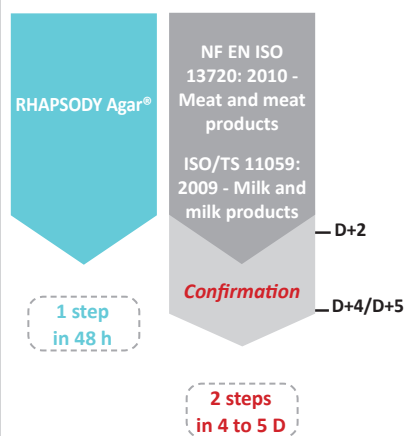 RHAPSODY Agar®
NF EN ISO
13720: 2010 -
Meat and meat
products
ISO/TS 11059:
2009 - Milk and
milk products
D+2
Confirmation
D+4/D+5
1 step
in 48 h
2 steps
in 4 to 5 D